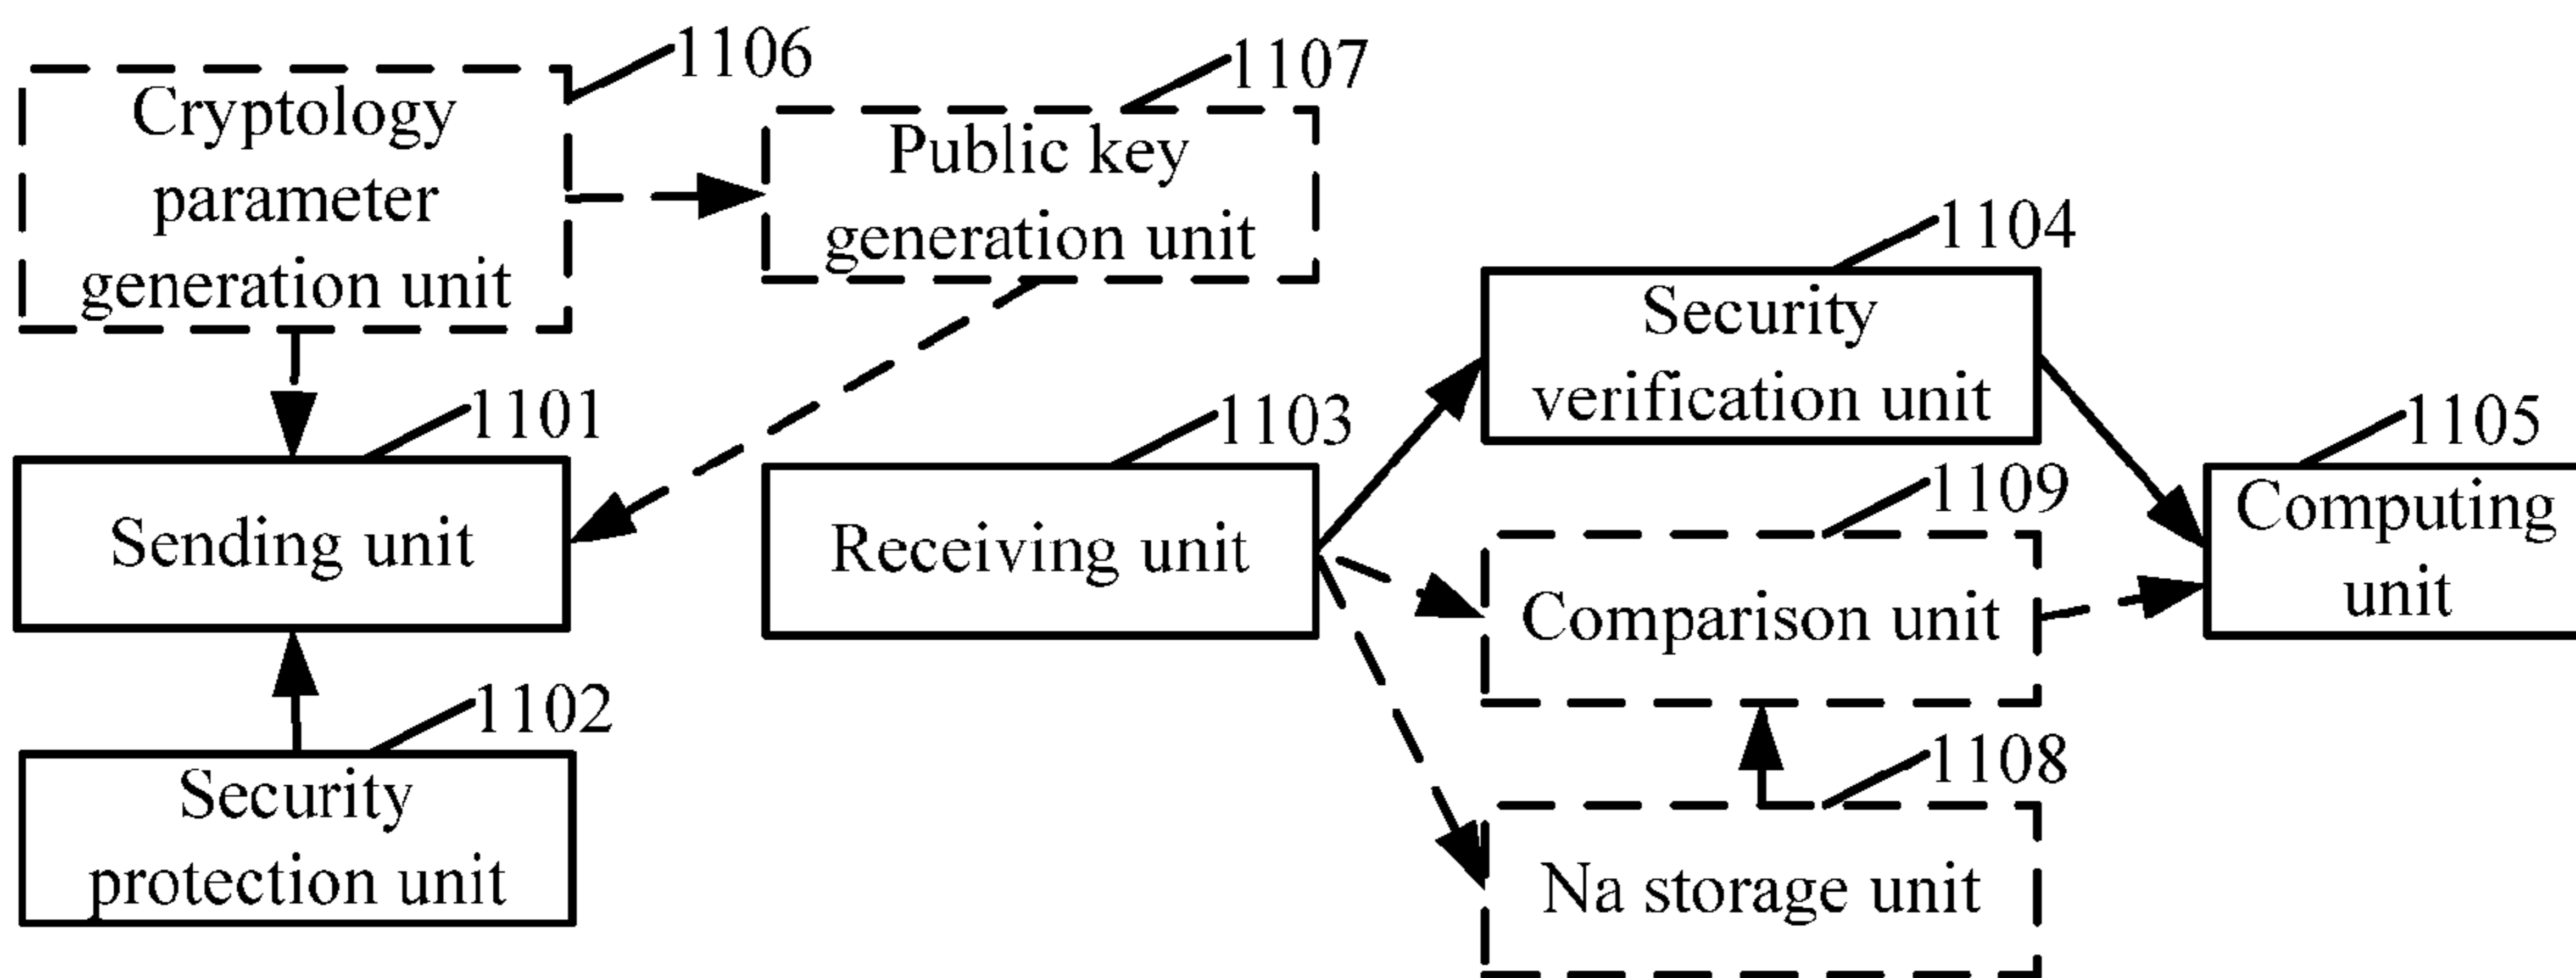 1106
Cryptology
parameter
generation unit
1107
Public key
generation unit
1104
Security
verification unit
1101
Sending unit
1103
Receiving unit
1105
Computing
unit
1109
Comparison unit
1102
Security
protection unit
1108
Na storage unit